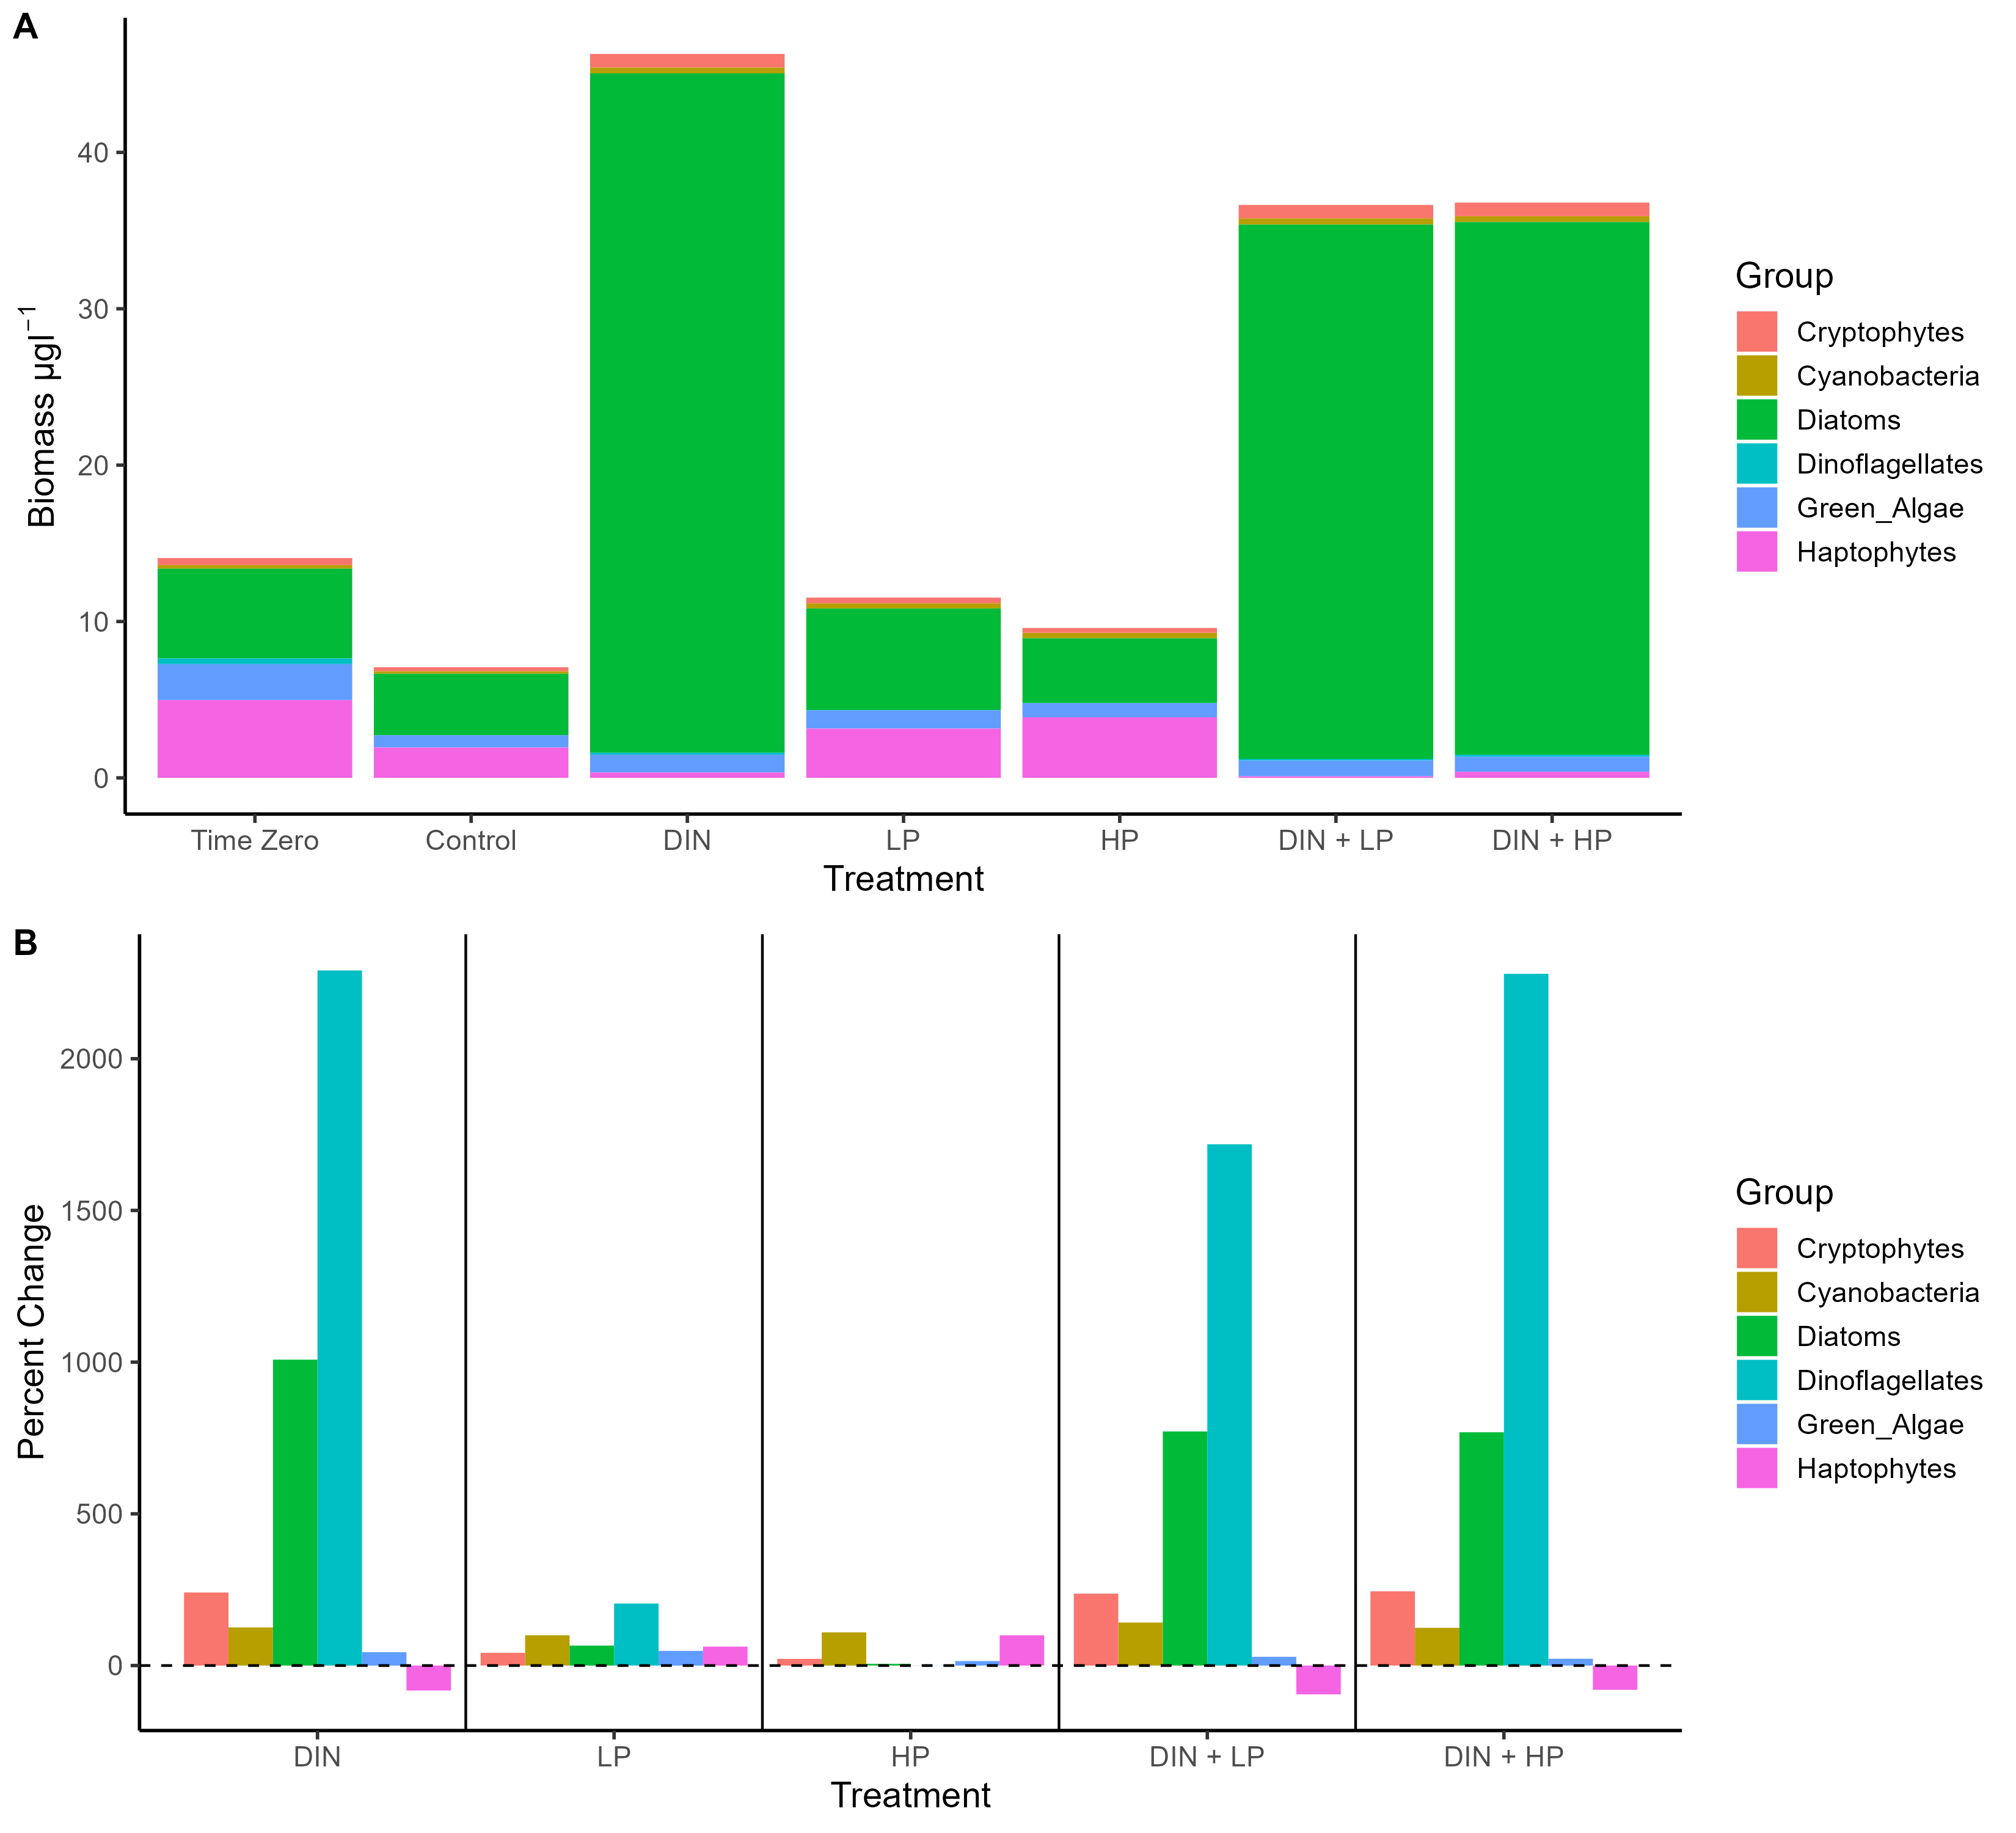 A
Biomass µgl⁻¹
40
30
20
10
0
Time Zero Control DIN LP HP DIN + LP DIN + HP
Treatment
Group
Cryptophytes
Cyanobacteria
Diatoms
Dinoflagellates
Green_Algae
Haptophytes
B
Percent Change
2000
1500
1000
500
0
DIN LP HP DIN + LP DIN + HP
Treatment
Group
Cryptophytes
Cyanobacteria
Diatoms
Dinoflagellates
Green_Algae
Haptophytes